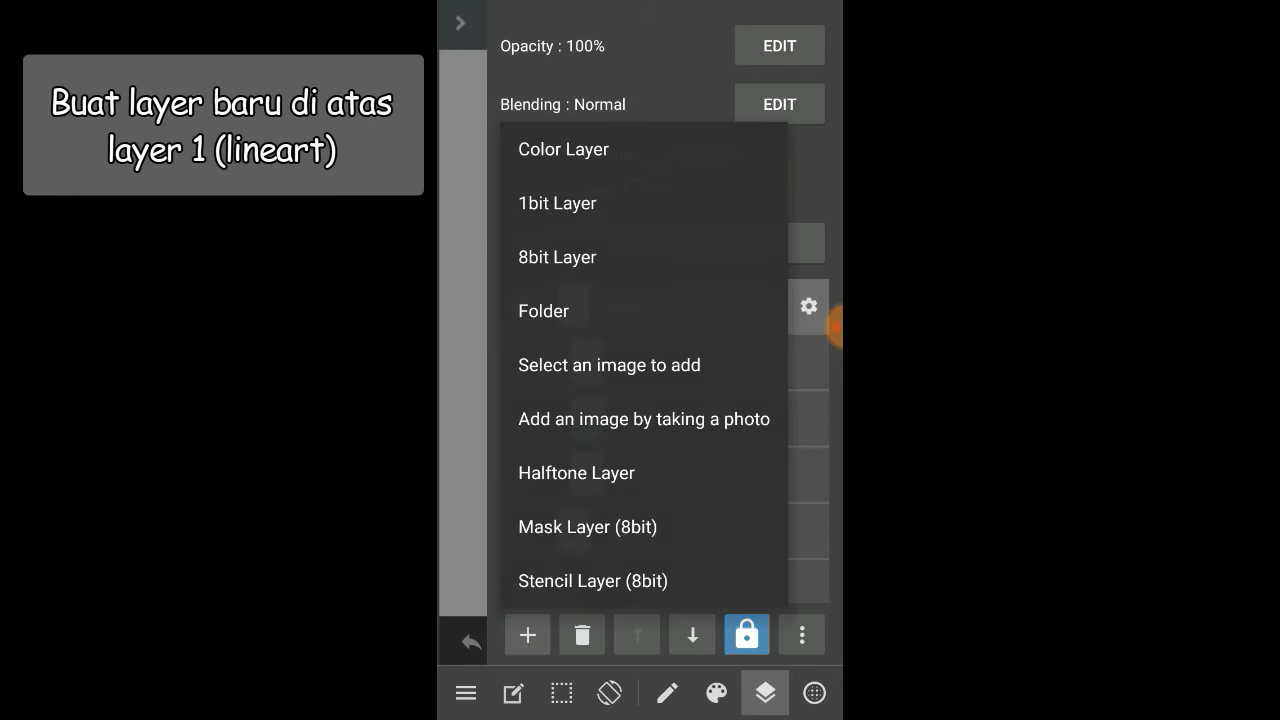 Buat layer baru di atas
layer 1 (lineart)
Opacity : 100%
EDIT
Blending : Normal
EDIT
Color Layer
1bit Layer
8bit Layer
Folder
Select an image to add
Add an image by taking a photo
Halftone Layer
Mask Layer (8bit)
Stencil Layer (8bit)